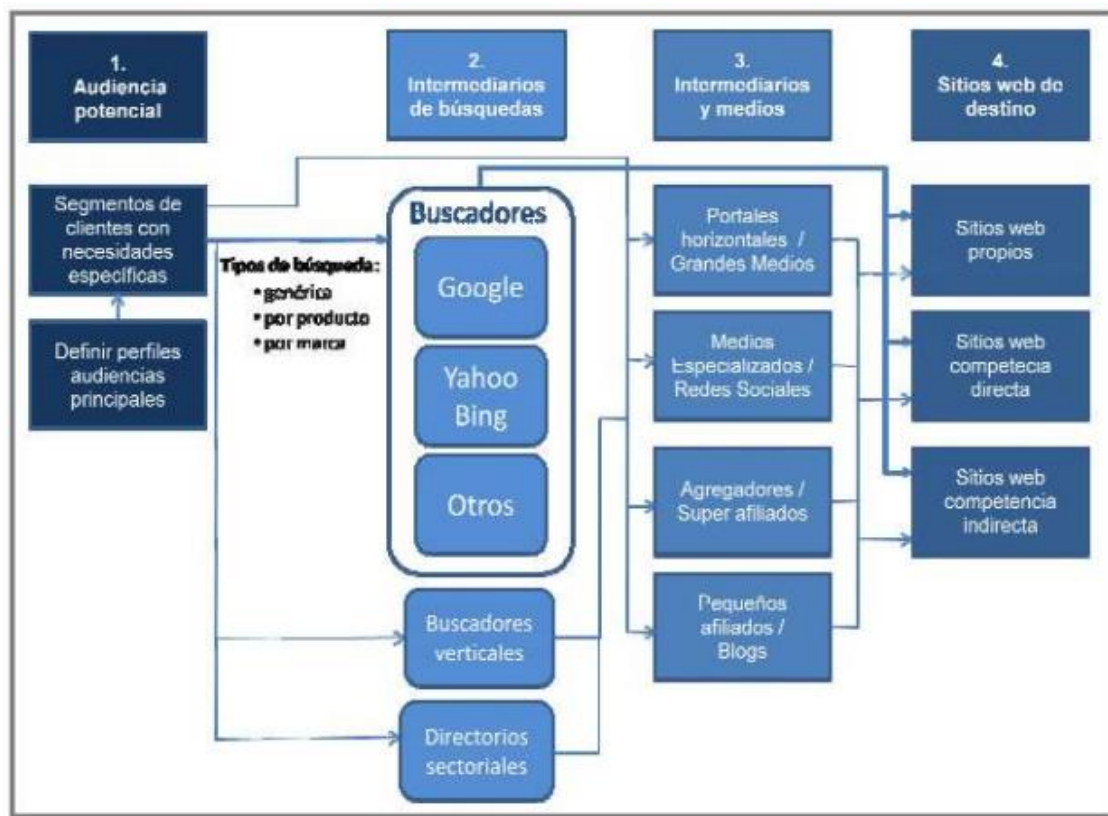 1.
Audiencia
potencial
2.
Intermediarios
de búsquedas
3.
Intermediarios
y medios
4.
Sitios web de
destino
Segmentos de
clientes con
necesidades
específicas
Definir perfiles
audiencias
principales
Tipos de búsqueda:
• genérica
• por producto
• por marca
Buscadores
Google
Yahoo
Bing
Otros
Buscadores
verticales
Directorios
sectoriales
Portales
horizontales /
Grandes Medios
Medios
Especializados /
Redes Sociales
Agregadores /
Super afiliados
Pequeños
afiliados /
Blogs
Sitios web
propios
Sitios web
competecia
directa
Sitios web
competencia
indirecta